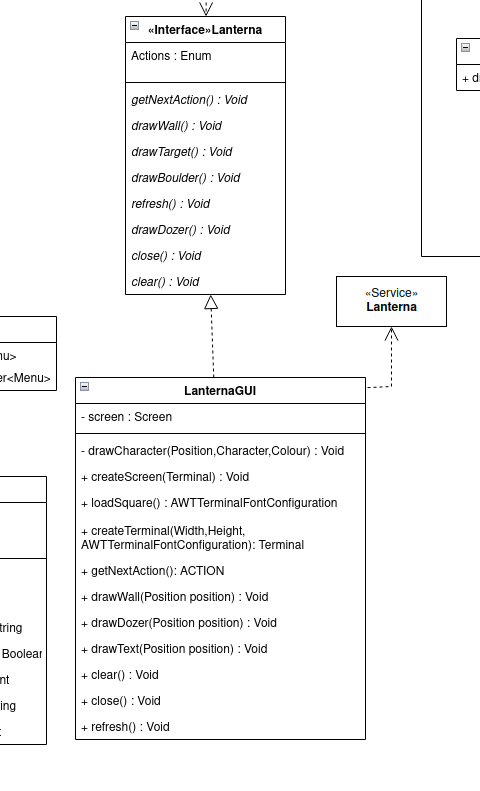 «Interface»Lanterna
Actions : Enum
getNextAction() : Void
drawWall() : Void
drawTarget() : Void
drawBoulder() : Void
refresh() : Void
drawDozer() : Void
close() : Void
clear() : Void
+ d
«Service»
Lanterna
nu>
er<Menu>
LanternaGUI
- screen : Screen
- drawCharacter(Position,Character,Colour) : Void
+ createScreen(Terminal) : Void
+ loadSquare() : AWTTerminalFontConfiguration
+ createTerminal(Width,Height,
AWTTerminalFontConfiguration): Terminal
+ getNextAction(): ACTION
+ drawWall(Position position) : Void
+ drawDozer(Position position) : Void
+ drawText(Position position) : Void
+ clear() : Void
+ close() : Void
+ refresh() : Void
tring
Boolear
nt
ing